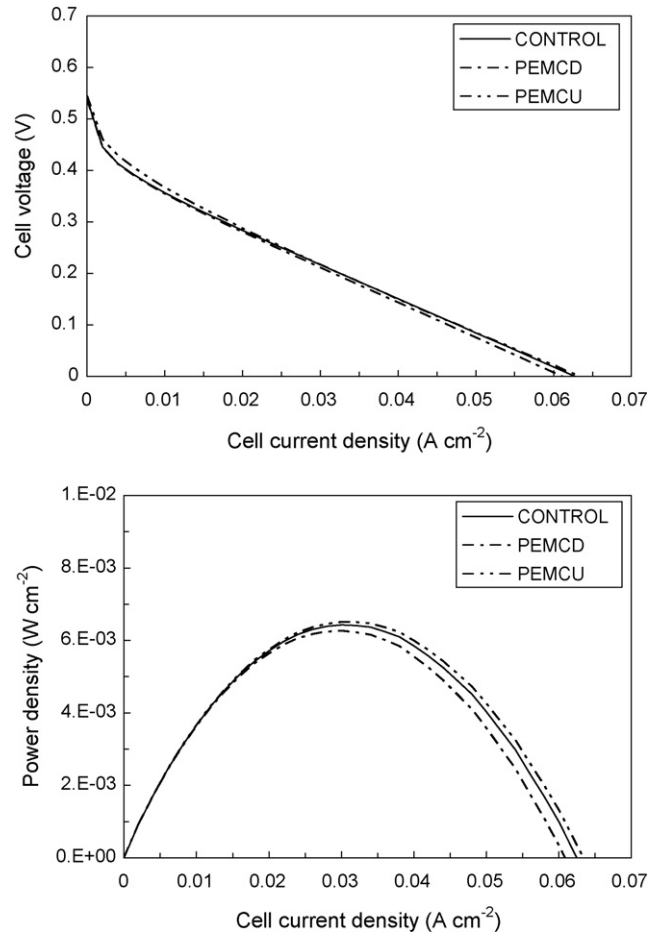 0.7
0.6
0.5
0.4
0.3
0.2
0.1
0
Cell voltage (V)
CONTROL
PEMCD
PEMCU
0 0.01 0.02 0.03 0.04 0.05 0.06 0.07
Cell current density (A cm⁻²)
1.E-02
8.E-03
6.E-03
4.E-03
2.E-03
0.E+00
Power density (W cm⁻²)
CONTROL
PEMCD
PEMCU
0 0.01 0.02 0.03 0.04 0.05 0.06 0.07
Cell current density (A cm⁻²)